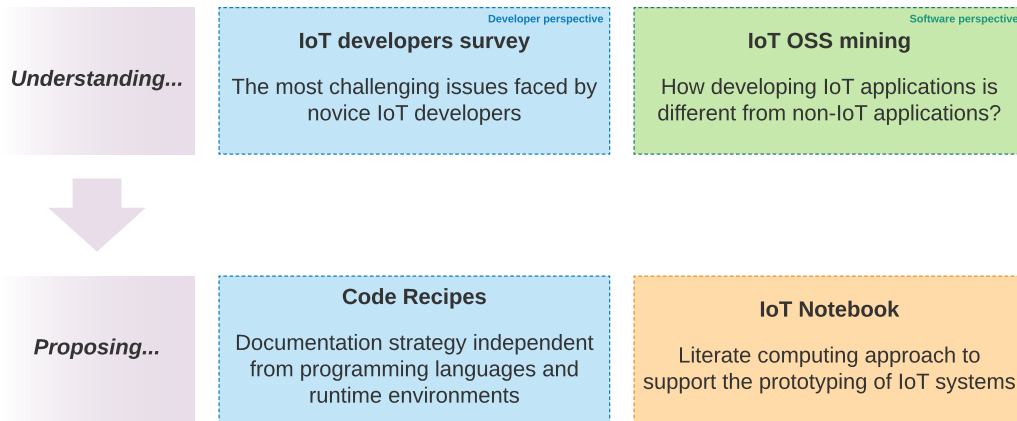 Understanding...
Developer perspective
IoT developers survey
The most challenging issues faced by
novice IoT developers
Software perspective
IoT OSS mining
How developing IoT applications is
different from non-IoT applications?
Proposing...
Code Recipes
Documentation strategy independent
from programming languages and
runtime environments
IoT Notebook
Literate computing approach to
support the prototyping of IoT systems